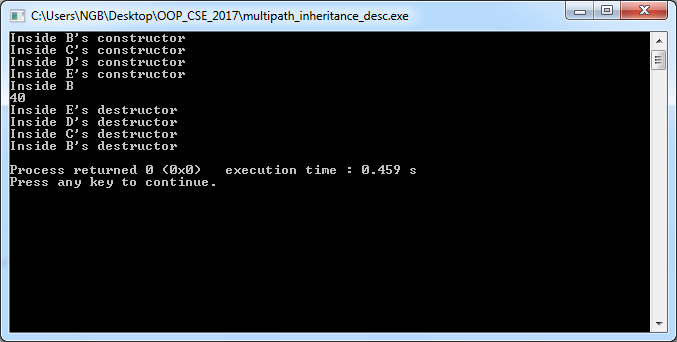 C:\Users\NGB\Desktop\OOP_CSE_2017\multipath_inheritance_desc.exe
Inside B's constructor
Inside C's constructor
Inside D's constructor
Inside E's constructor
Inside B
40
Inside E's destructor
Inside D's destructor
Inside C's destructor
Inside B's destructor
Process returned 0 (0x0)   execution time : 0.459 s
Press any key to continue.